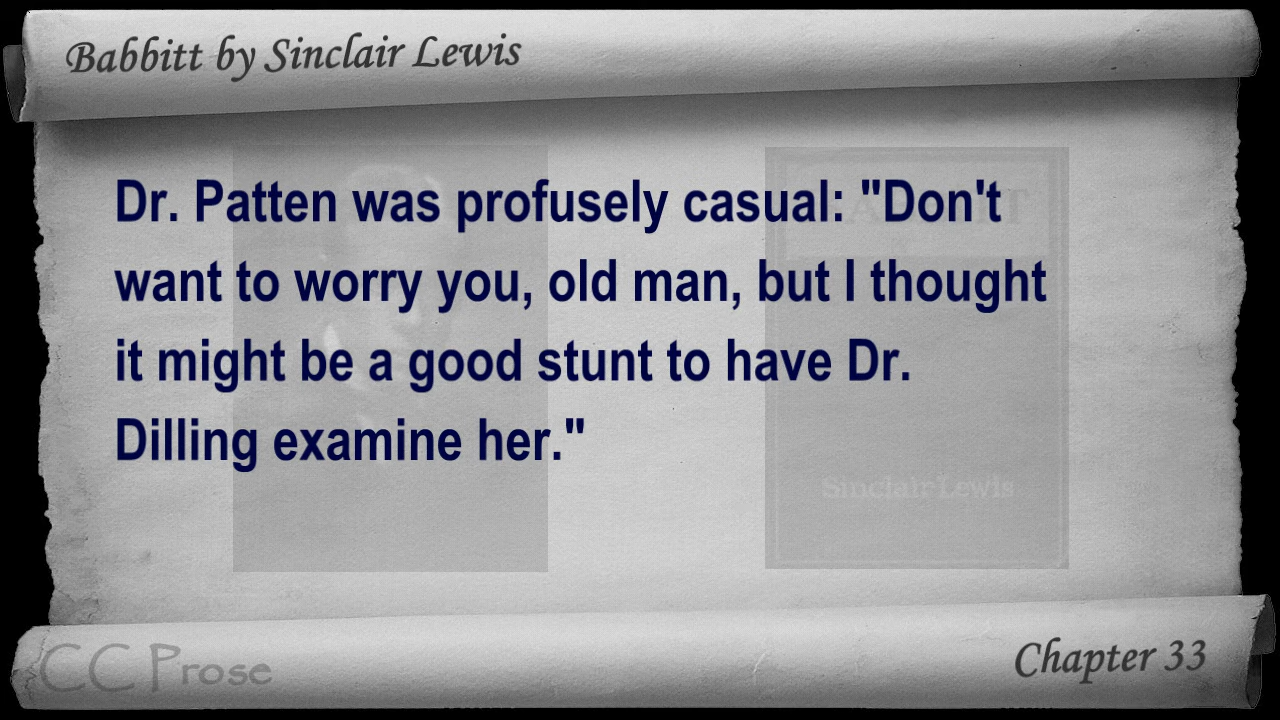 Babbitt by Sinclair Lewis
Dr. Patten was profusely casual: "Don't
want to worry you, old man, but I thought
it might be a good stunt to have Dr.
Dilling examine her."
Sinclair Lewis
CC Prose
Chapter 33